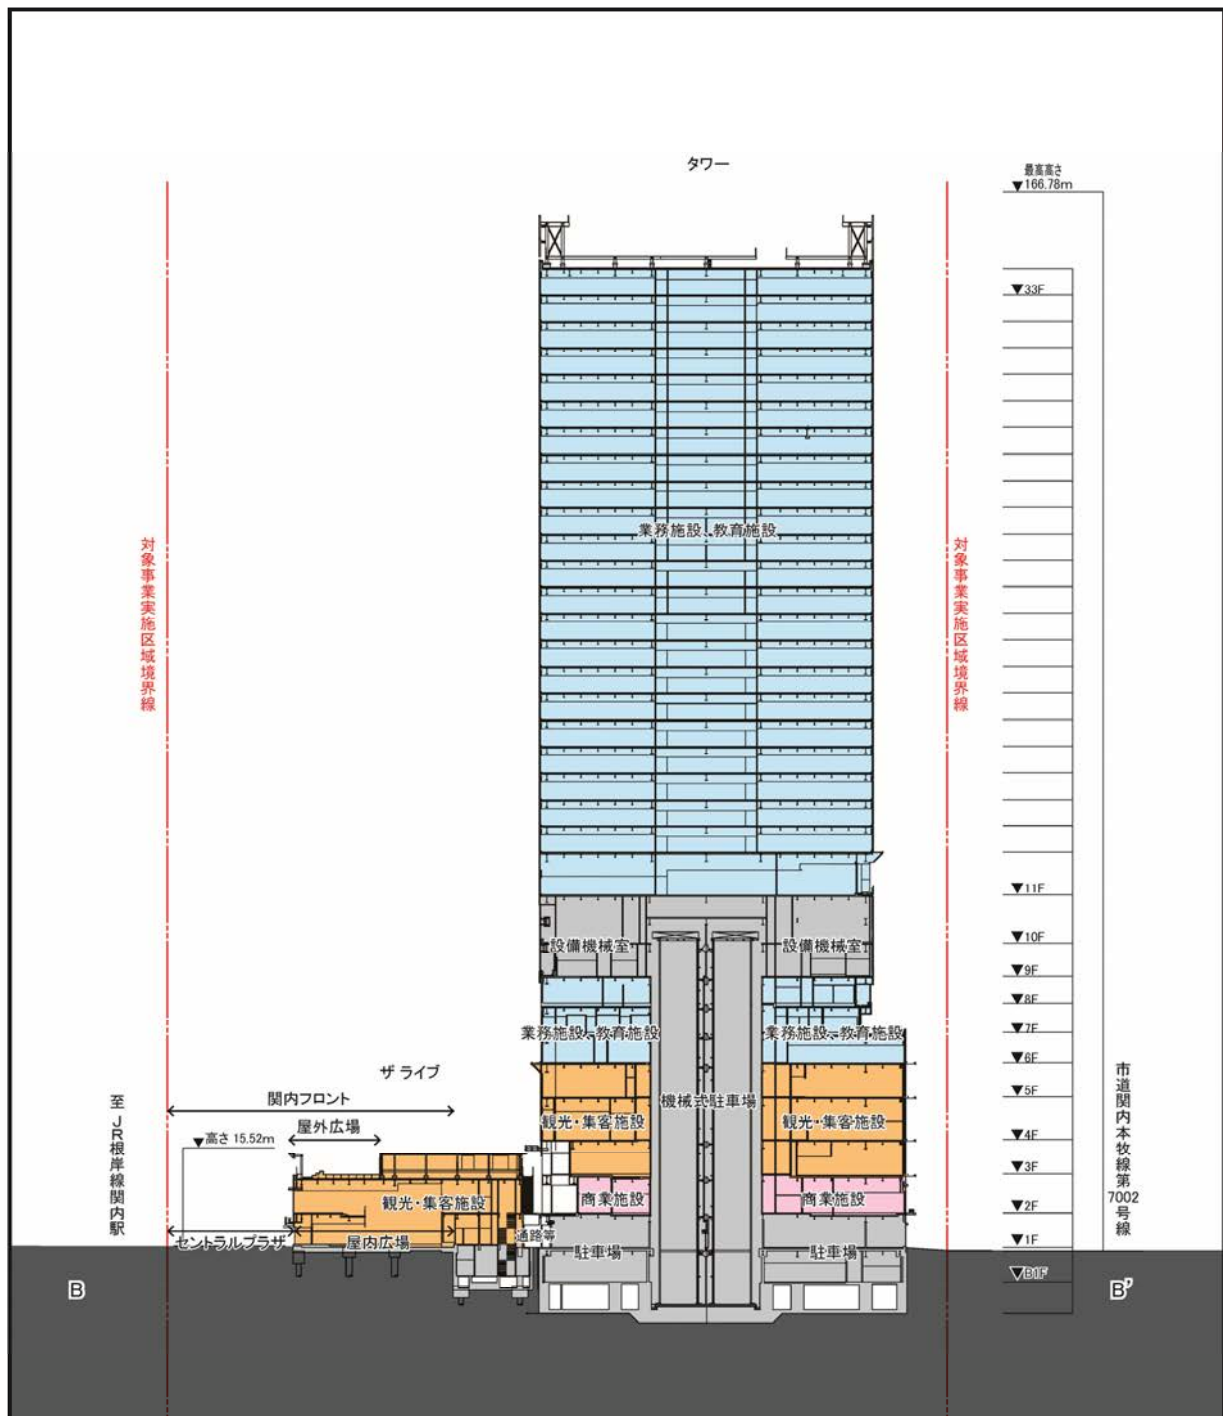 タワー
最高高さ
▼166.78m
▼33F
業務施設、教育施設
対象事業実施区域境界線
対象事業実施区域境界線
▼11F
設備機械室
設備機械室
▼10F
▼9F
▼8F
業務施設、教育施設
業務施設、教育施設
▼7F
▼6F
ザ ライブ
▼5F
関内フロント
機械式駐車場
観光・集客施設
観光・集客施設
屋外広場
▼4F
▼高さ 15.52m
▼3F
観光・集客施設
商業施設
商業施設
▼2F
セントラルプラザ
屋内広場
通路等
駐車場
駐車場
▼1F
▽B1F
至 JR根岸線関内駅
市道関内本牧線第7002号線
B
B'